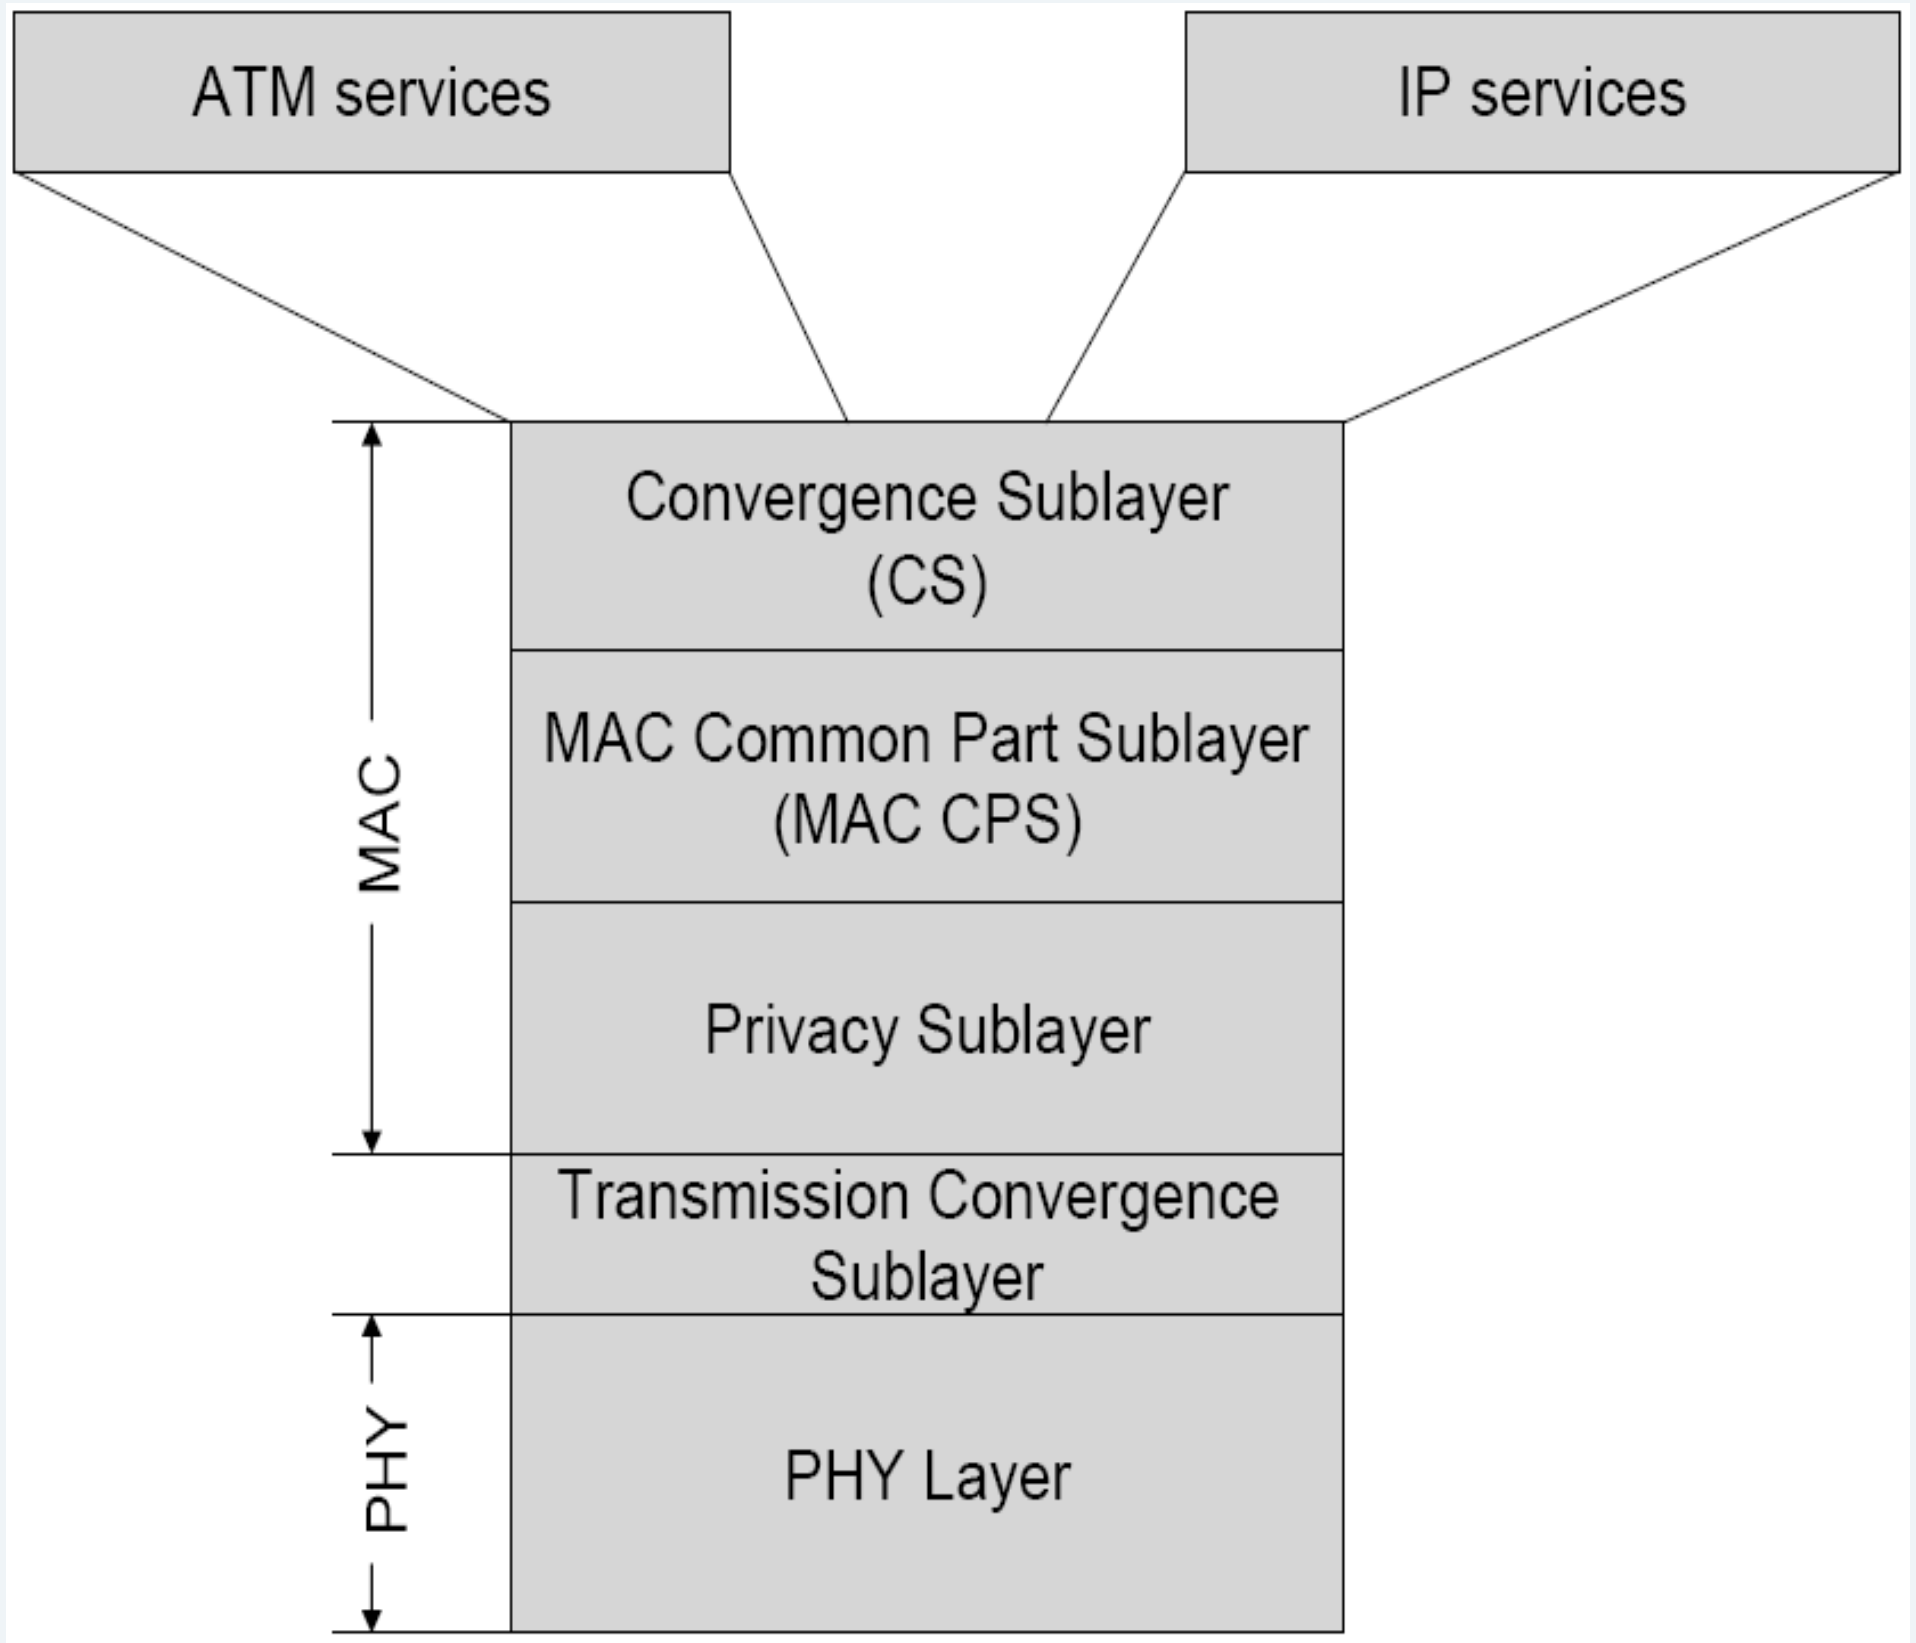 ATM services
IP services
Convergence Sublayer
(CS)
MAC Common Part Sublayer
(MAC CPS)
MAC
Privacy Sublayer
Transmission Convergence
Sublayer
PHY Layer
PHY